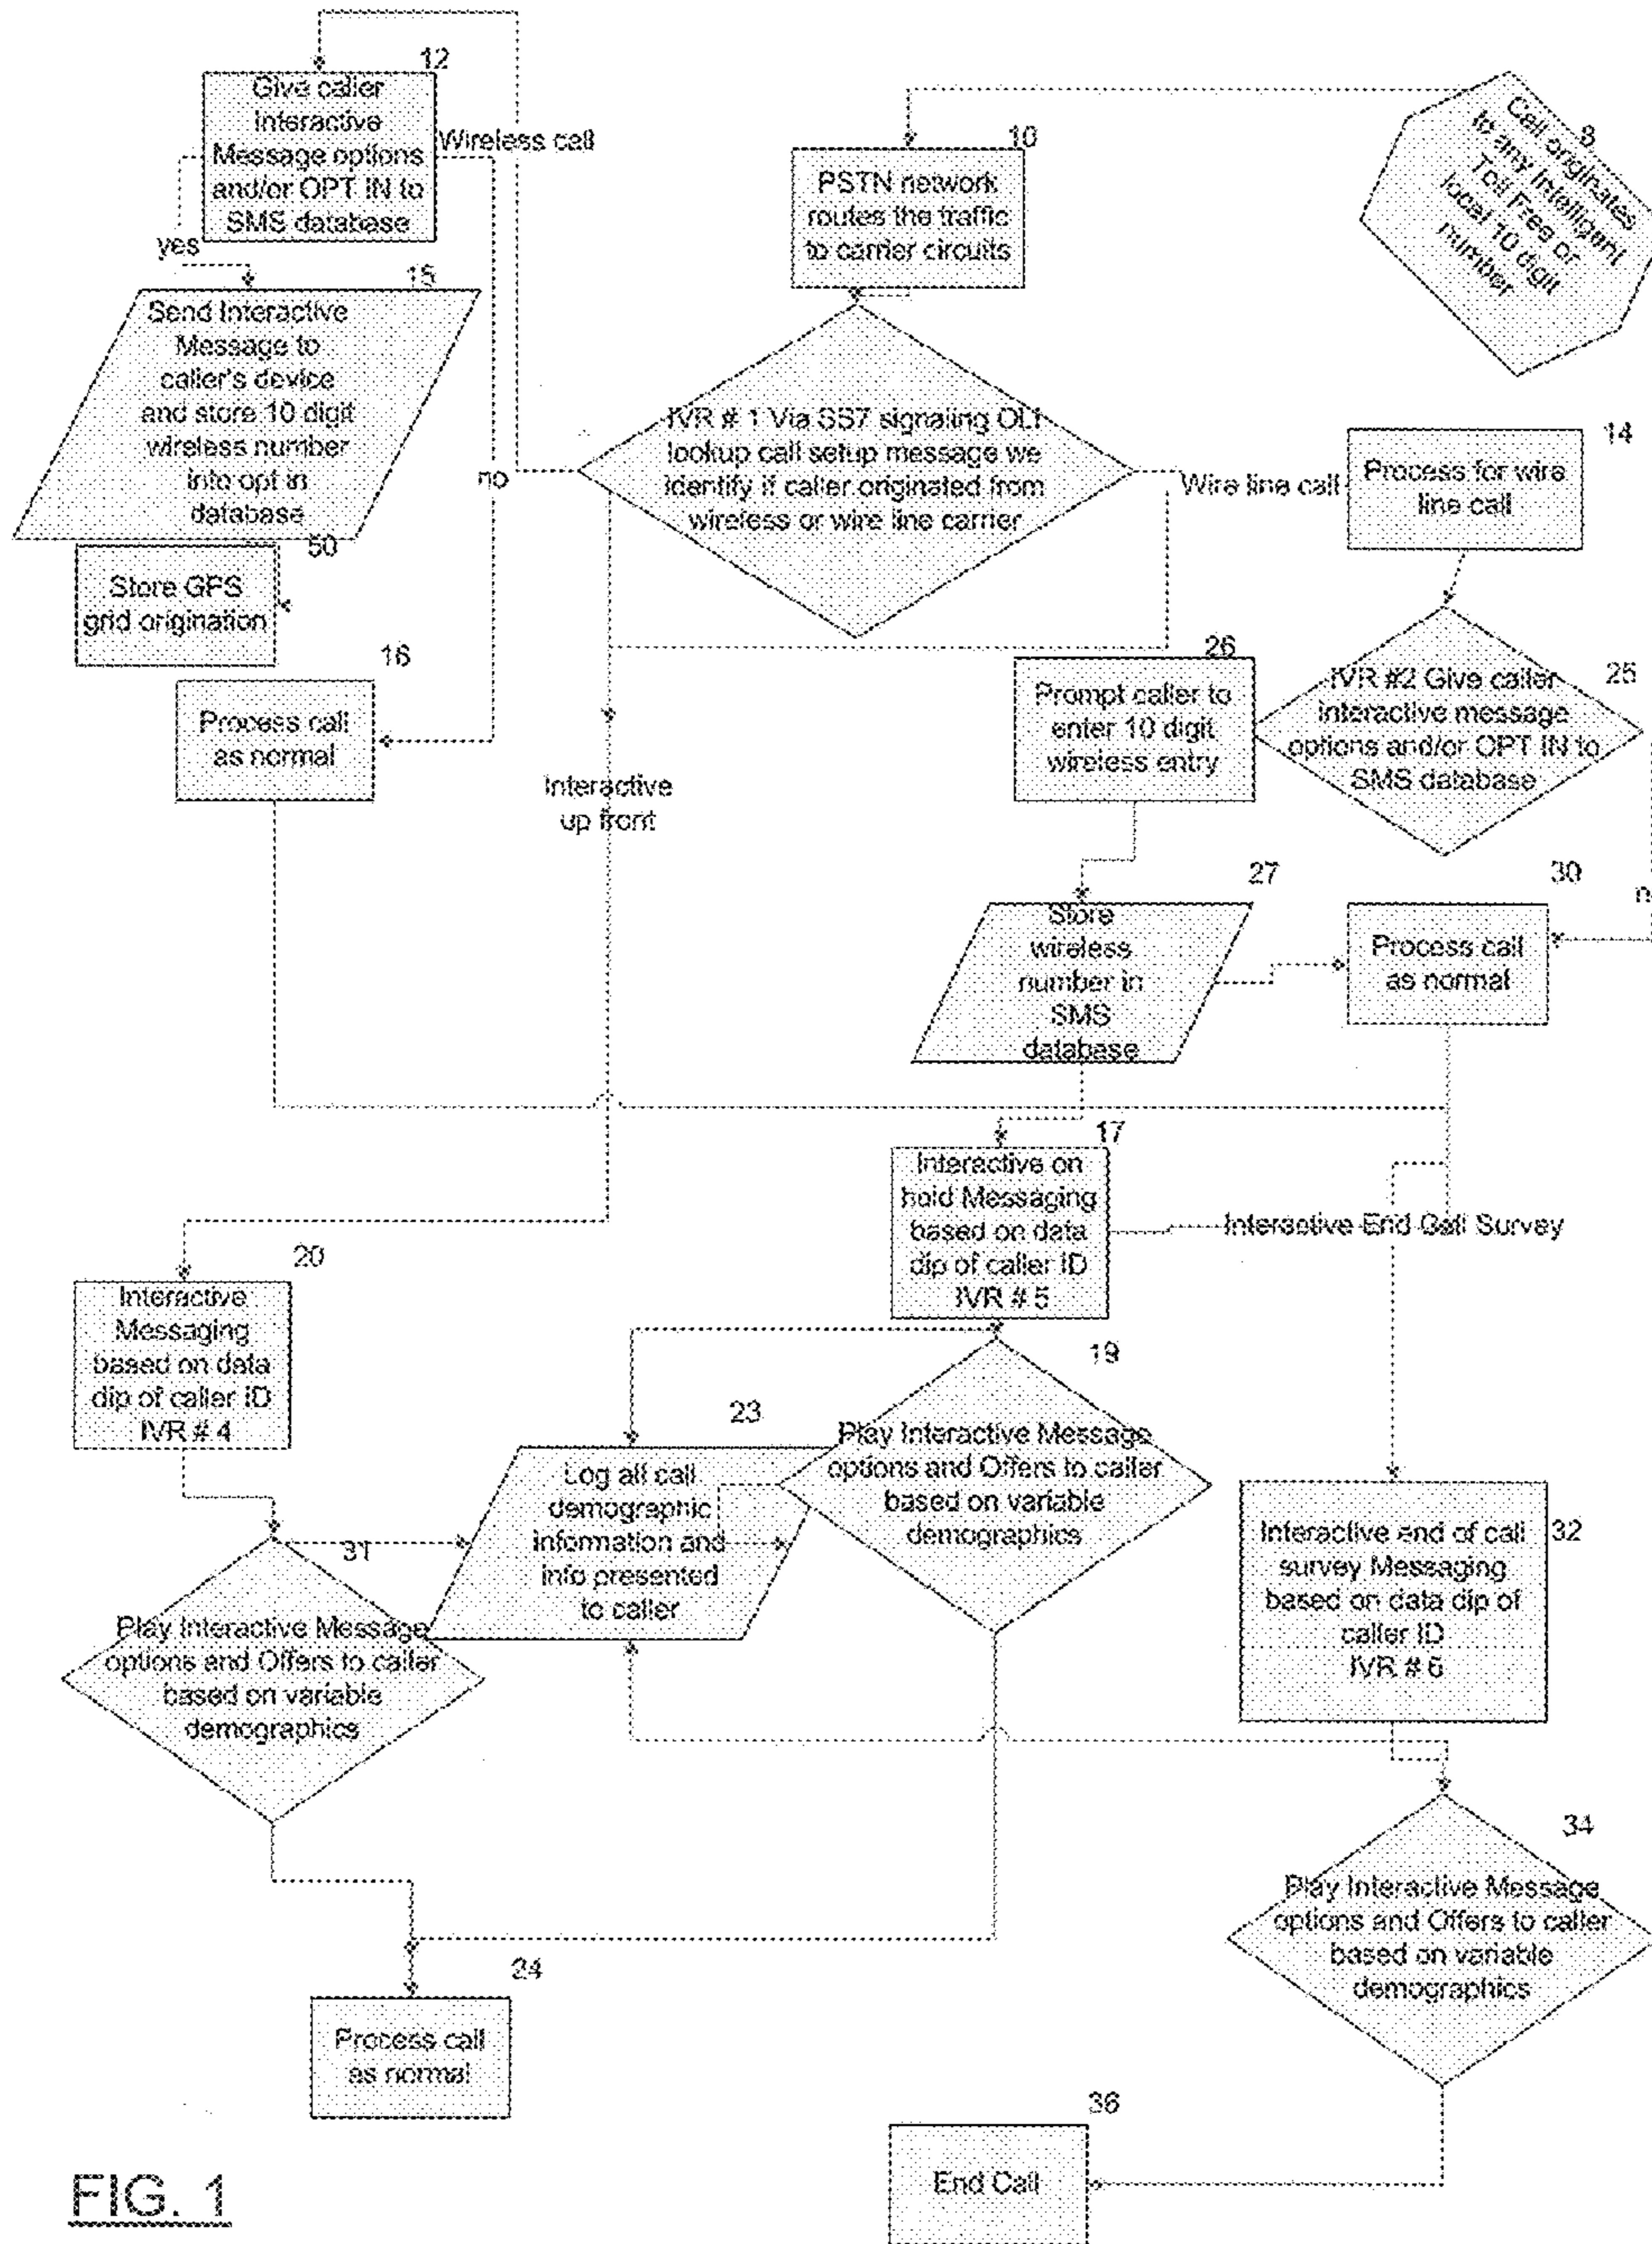 12
Give caller
Interactive
Message options
and/or OPT IN to
SMS database
Wireless call
yes
no
10
PSTN network
routes the traffic
to carrier circuits
8
Call originates
to any Intelligent
Toll Free or
local 10 digit
number
15
Send Interactive
Message to
caller's device
and store 10 digit
wireless number
into opt in
database
50
Store GPS
grid origination
16
Process call
as normal
IVR # 1 Via SS7 signaling OLI
lookup call setup message we
identify if caller originated from
wireless or wire line carrier
Wire line call
14
Process for wire
line call
Interactive
up front
26
Prompt caller to
enter 10 digit
wireless entry
25
IVR #2 Give caller
interactive message
options and/or OPT IN to
SMS database
27
Store
wireless
number in
SMS
database
30
Process call
as normal
n
17
Interactive on
hold Messaging
based on data
dip of caller ID
IVR # 5
Interactive End Call Survey
20
Interactive
Messaging
based on data
dip of caller ID
IVR # 4
23
Log all call
demographic
information and
info presented
to caller
19
Play Interactive Message
options and Offers to caller
based on variable
demographics
32
Interactive end of call
survey Messaging
based on data dip of
caller ID
IVR # 6
31
Play Interactive Message
options and Offers to caller
based on variable
demographics
34
Play Interactive Message
options and Offers to caller
based on variable
demographics
24
Process call
as normal
36
End Call
FIG. 1